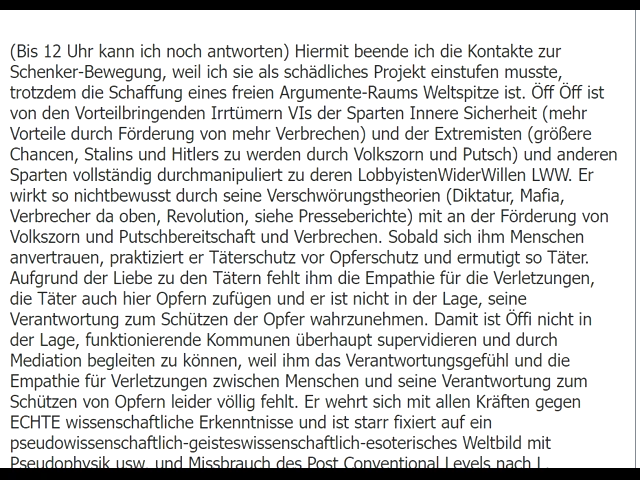 (Bis 12 Uhr kann ich noch antworten) Hiermit beende ich die Kontakte zur
Schenker-Bewegung, weil ich sie als schädliches Projekt einstufen musste,
trotzdem die Schaffung eines freien Argumente-Raums Weltspitze ist. Öff Öff ist
von den Vorteilbringenden Irrtümern VIs der Sparten Innere Sicherheit (mehr
Vorteile durch Förderung von mehr Verbrechen) und der Extremisten (größere
Chancen, Stalins und Hitlers zu werden durch Volkszorn und Putsch) und anderen
Sparten vollständig durchmanipuliert zu deren LobbyistenWiderWillen LWW. Er
wirkt so nichtbewusst durch seine Verschwörungstheorien (Diktatur, Mafia,
Verbrecher da oben, Revolution, siehe Presseberichte) mit an der Förderung von
Volkszorn und Putschbereitschaft und Verbrechen. Sobald sich ihm Menschen
anvertrauen, praktiziert er Täterschutz vor Opferschutz und ermutigt so Täter.
Aufgrund der Liebe zu den Tätern fehlt ihm die Empathie für die Verletzungen,
die Täter auch hier Opfern zufügen und er ist nicht in der Lage, seine
Verantwortung zum Schützen der Opfer wahrzunehmen. Damit ist Öffi nicht in
der Lage, funktionierende Kommunen überhaupt supervidieren und durch
Mediation begleiten zu können, weil ihm das Verantwortungsgefühl und die
Empathie für Verletzungen zwischen Menschen und seine Verantwortung zum
Schützen von Opfern leider völlig fehlt. Er wehrt sich mit allen Kräften gegen
ECHTE wissenschaftliche Erkenntnisse und ist starr fixiert auf ein
pseudowissenschaftlich-geisteswissenschaftlich-esoterisches Weltbild mit
Pseudophysik usw. und Missbrauch des Post Conventional Levels nach L.